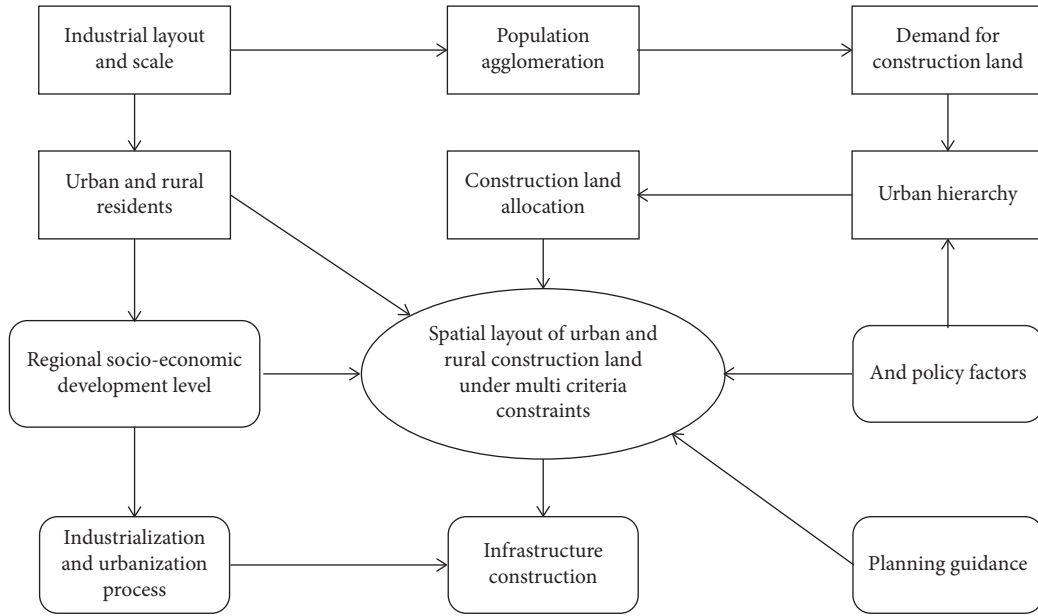 Industrial layout
and scale
Population
agglomeration
Demand for
construction land
Urban and rural
residents
Construction land
allocation
Urban hierarchy
Regional socio-economic
development level
Spatial layout of urban and
rural construction land
under multi criteria
constraints
And policy factors
Industrialization
and urbanization
process
Infrastructure
construction
Planning guidance